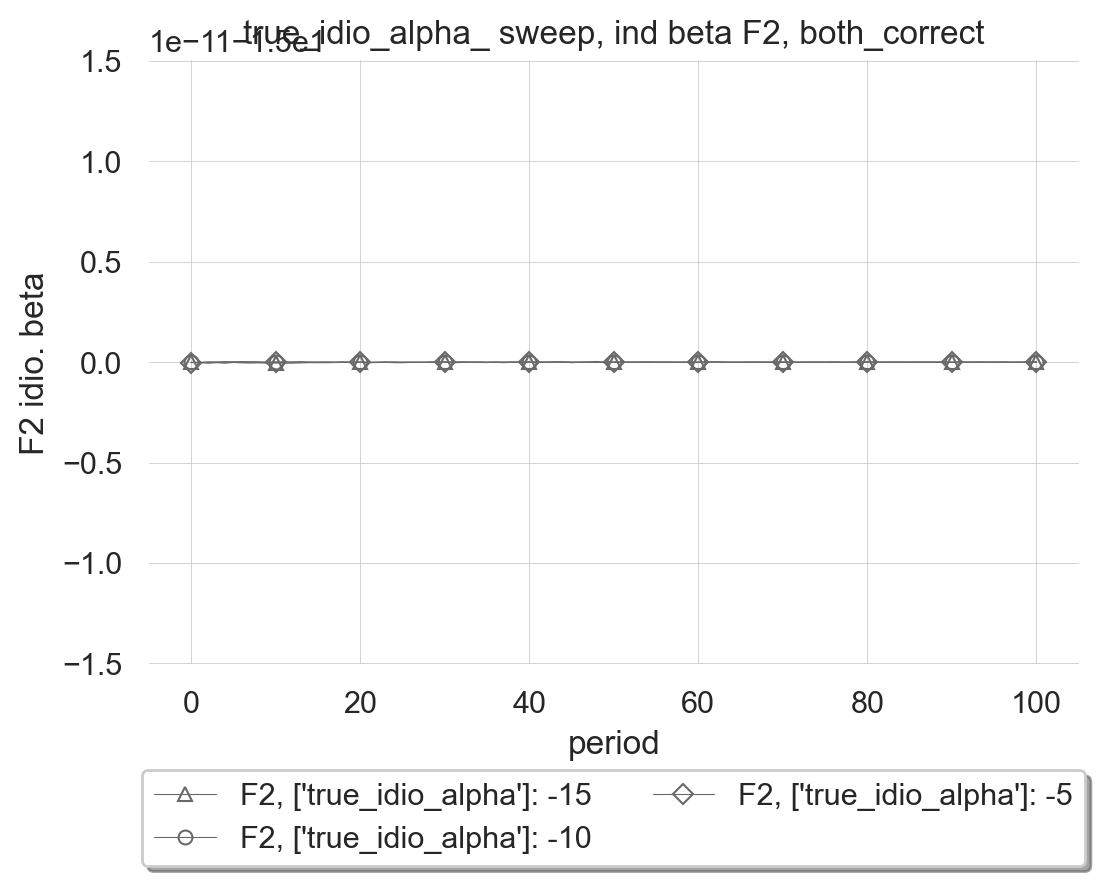 true_idio_alpha_ sweep, ind beta F2, both_correct
1e−11−1.5e1
1.5
1.0
0.5
0.0
−0.5
−1.0
−1.5
F2 idio. beta
0 20 40 60 80 100
period
F2, ['true_idio_alpha']: -15 F2, ['true_idio_alpha']: -5
F2, ['true_idio_alpha']: -10